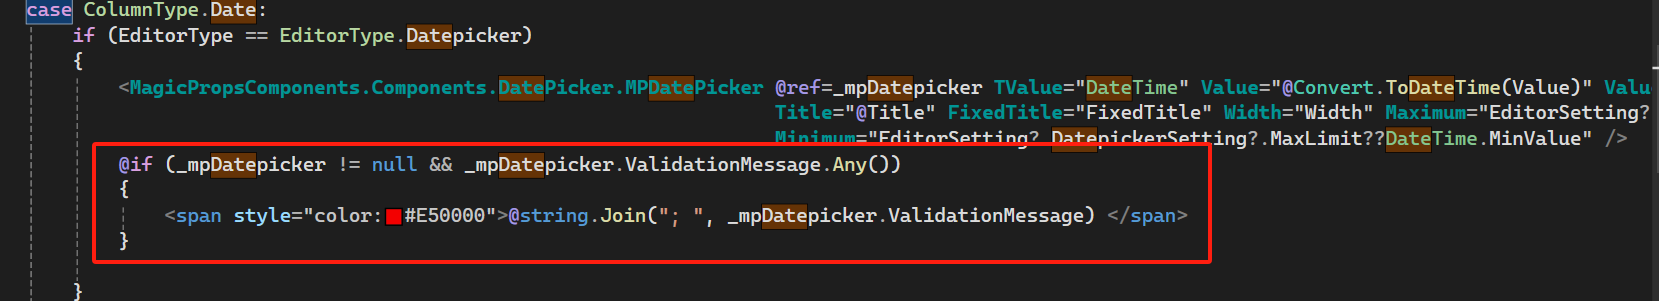 case ColumnType.Date:
if (EditorType == EditorType.Datepicker)
{
<MagicPropsComponents.Components.DatePicker.MPDatePicker @ref=_mpDatepicker TValue="DateTime" Value="@Convert.ToDateTime(Value)" Valu
Title="@Title" FixedTitle="FixedTitle" Width="Width" Maximum="EditorSetting?.
Minimum="EditorSetting?.DatepickerSetting?.MaxLimit??DateTime.MinValue" />
@if (_mpDatepicker != null && _mpDatepicker.ValidationMessage.Any())
{
<span style="color:#E50000">@string.Join("; ", _mpDatepicker.ValidationMessage) </span>
}
}